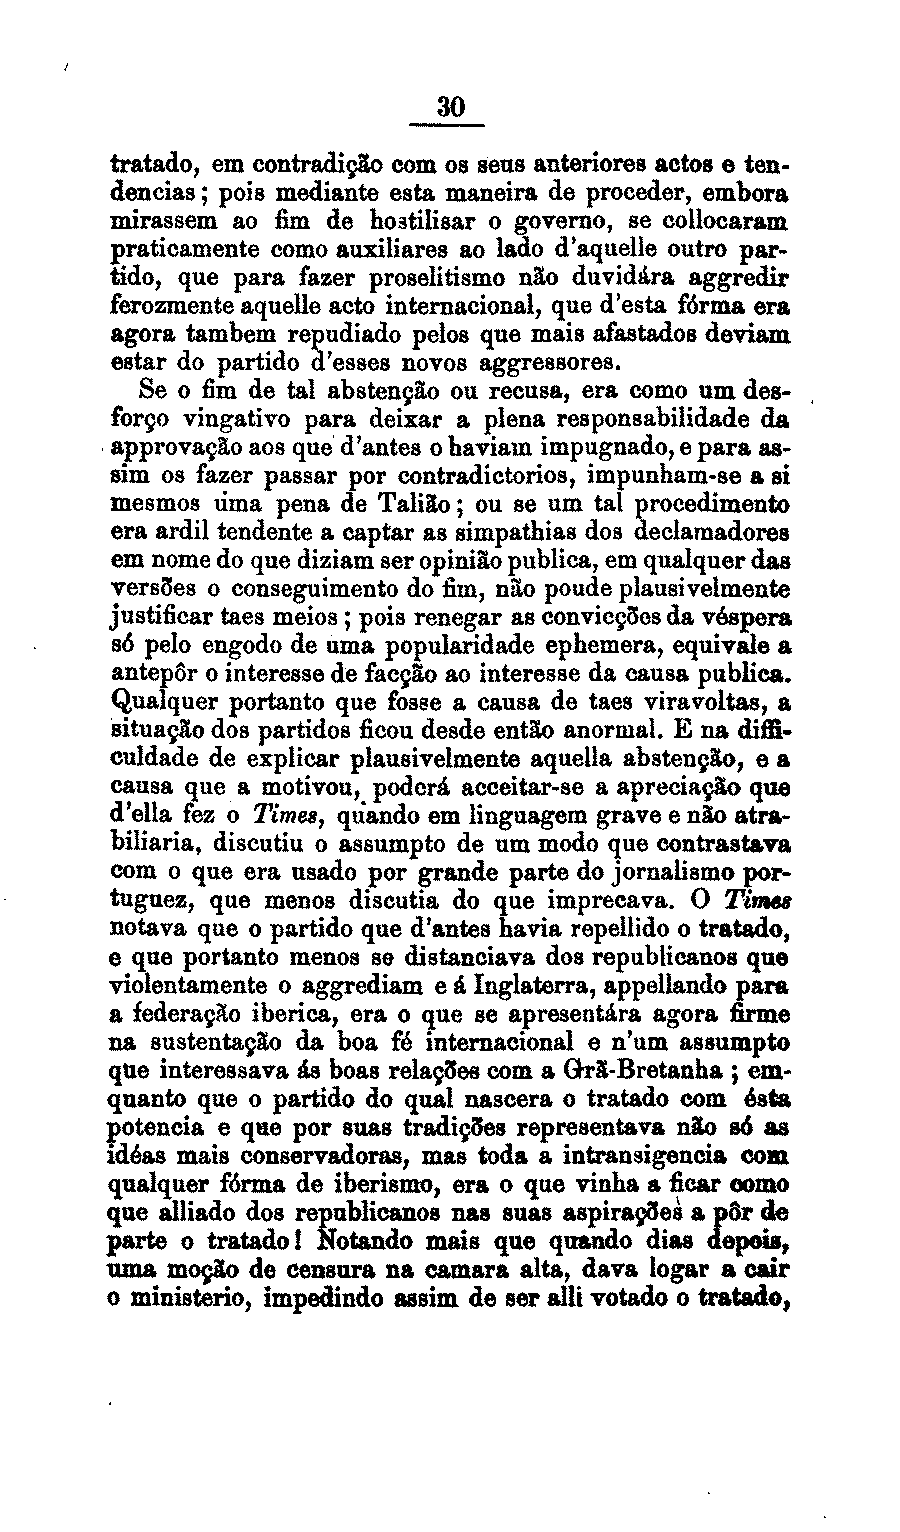 30
tratado, em contradição com os seus anteriores actos e ten-
dencias; pois mediante esta maneira de proceder, embora
mirassem ao fim de hostilisar o governo, se collocaram
praticamente como auxiliares ao lado d'aquelle outro par-
tido, que para fazer proselitismo não duvidára aggredir
ferozmente aquelle acto internacional, que d'esta fórma era
agora tambem repudiado pelos que mais afastados deviam
estar do partido d'esses novos aggressores.
Se o fim de tal abstenção ou recusa, era como um des-
forço vingativo para deixar a plena responsabilidade da
approvação aos que d'antes o haviam impugnado, e para as-
sim os fazer passar por contradictorios, impunham-se a si
mesmos uma pena de Talião; ou se um tal procedimento
era ardil tendente a captar as simpathias dos declamadores
em nome do que diziam ser opinião publica, em qualquer das
versões o conseguimento do fim, não poude plausivelmente
justificar taes meios; pois renegar as convicções da véspera
só pelo engodo de uma popularidade ephemera, equivale a
antepôr o interesse de facção ao interesse da causa publica.
Qualquer portanto que fosse a causa de taes viravoltas, a
situação dos partidos ficou desde então anormal. E na diffi-
culdade de explicar plausivelmente aquella abstenção, e a
causa que a motivou, poderá acceitar-se a apreciação que
d'ella fez o Times, quando em linguagem grave e não atra-
biliaria, discutiu o assumpto de um modo que contrastava
com o que era usado por grande parte do jornalismo por-
tuguez, que menos discutia do que imprecava. O Times
notava que o partido que d'antes havia repellido o tratado,
e que portanto menos se distanciava dos republicanos que
violentamente o aggrediam e á Inglaterra, appellando para
a federação iberica, era o que se apresentára agora firme
na sustentação da boa fé internacional e n'um assumpto
que interessava ás boas relações com a Grã-Bretanha; em-
quanto que o partido do qual nascera o tratado com ésta
potencia e que por suas tradições representava não só as
idéas mais conservadoras, mas toda a intransigencia com
qualquer fórma de iberismo, era o que vinha a ficar como
que alliado dos republicanos nas suas aspirações a pôr de
parte o tratado! Notando mais que quando dias depois,
uma moção de censura na camara alta, dava logar a cair
o ministerio, impedindo assim de ser alli votado o tratado,